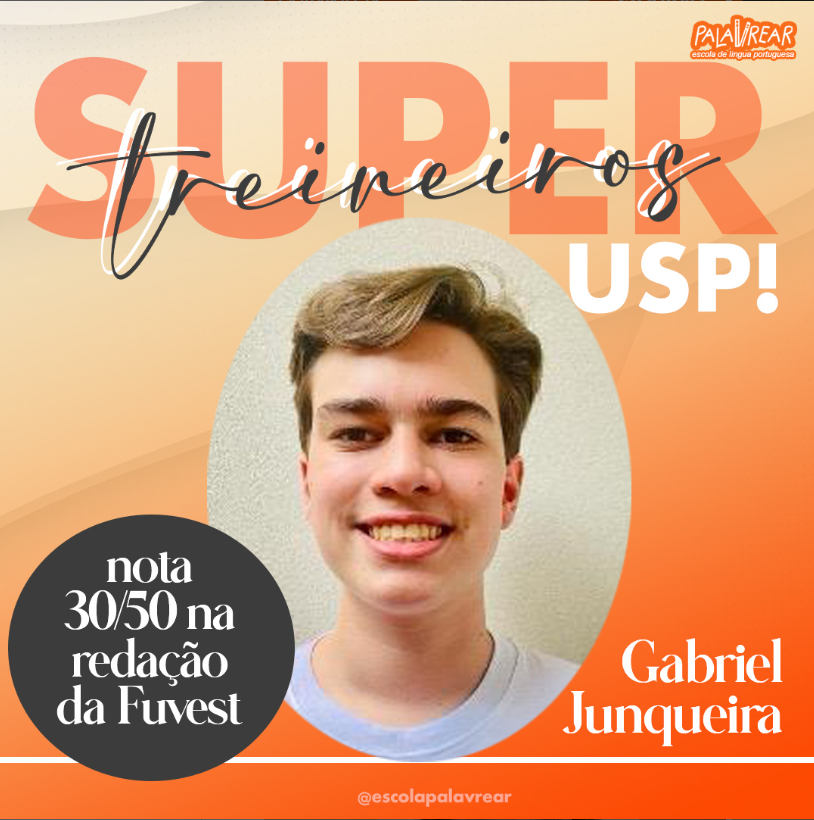 PALAVREAR
escola de língua portuguesa
SUPER
treineiros
USP!
nota
30/50 na
redação
da Fuvest
Gabriel
Junqueira
@escolapalavrear